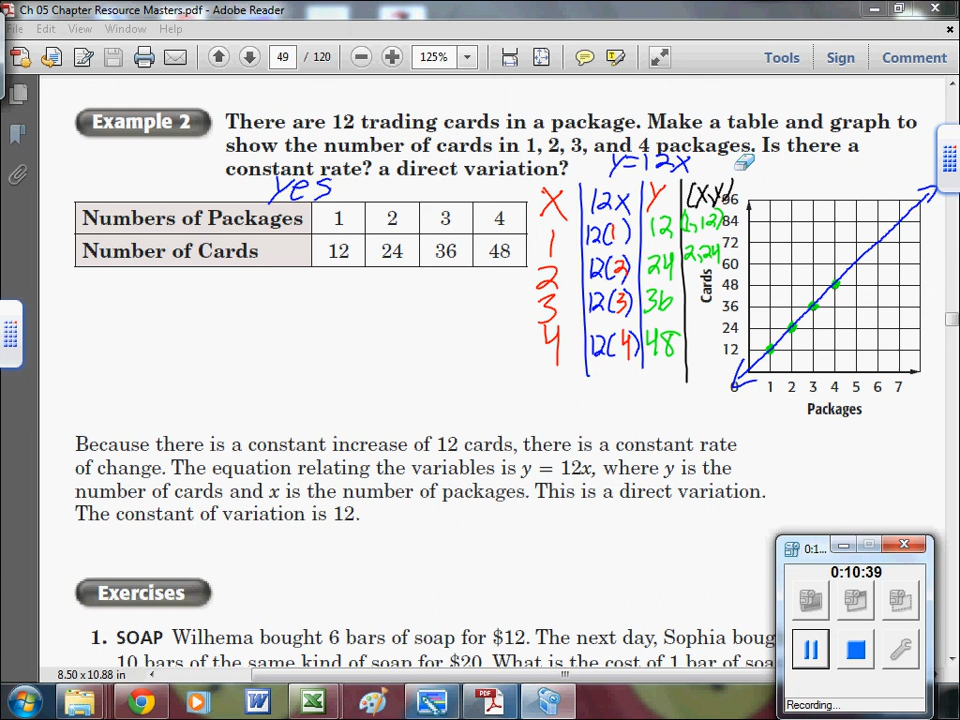 Ch 05 Chapter Resource Masters.pdf - Adobe Reader
File Edit View Window Help
49 / 120 125% Tools Sign Comment
Example 2 There are 12 trading cards in a package. Make a table and graph to
show the number of cards in 1, 2, 3, and 4 packages. Is there a
constant rate? a direct variation?
y=12x
yes
Numbers of Packages 1 2 3 4
Number of Cards 12 24 36 48
X 12X Y (X,Y)
1 12(1) 12 (1,12)
2 12(2) 24 2,24
3 12(3) 36
4 12(4) 48
Cards
96
84
72
60
48
36
24
12
0 1 2 3 4 5 6 7
Packages
Because there is a constant increase of 12 cards, there is a constant rate
of change. The equation relating the variables is y = 12x, where y is the
number of cards and x is the number of packages. This is a direct variation.
The constant of variation is 12.
Exercises
1. SOAP Wilhema bought 6 bars of soap for $12. The next day, Sophia boug
10 bars of the same kind of soap for $20. What is the cost of 1 bar of soa
8.50 x 10.88 in
0:1...
0:10:39
Recording...